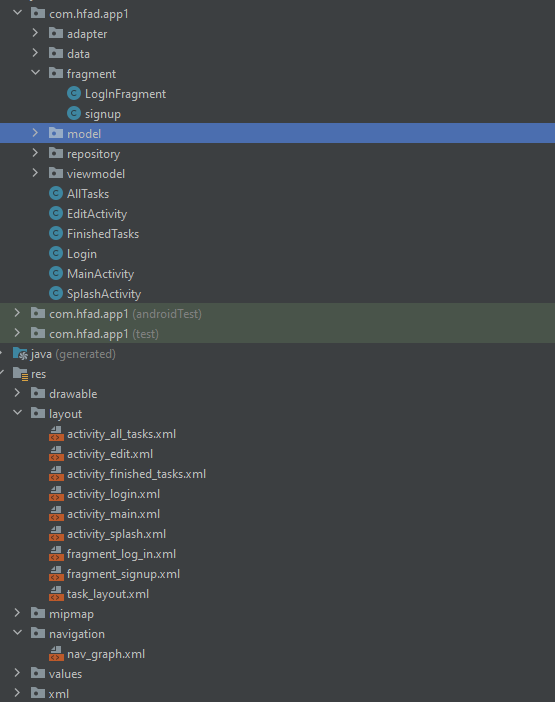 com.hfad.app1
adapter
data
fragment
LogInFragment
signup
model
repository
viewmodel
AllTasks
EditActivity
FinishedTasks
Login
MainActivity
SplashActivity
com.hfad.app1 (androidTest)
com.hfad.app1 (test)
java (generated)
res
drawable
layout
activity_all_tasks.xml
activity_edit.xml
activity_finished_tasks.xml
activity_login.xml
activity_main.xml
activity_splash.xml
fragment_log_in.xml
fragment_signup.xml
task_layout.xml
mipmap
navigation
nav_graph.xml
values
xml